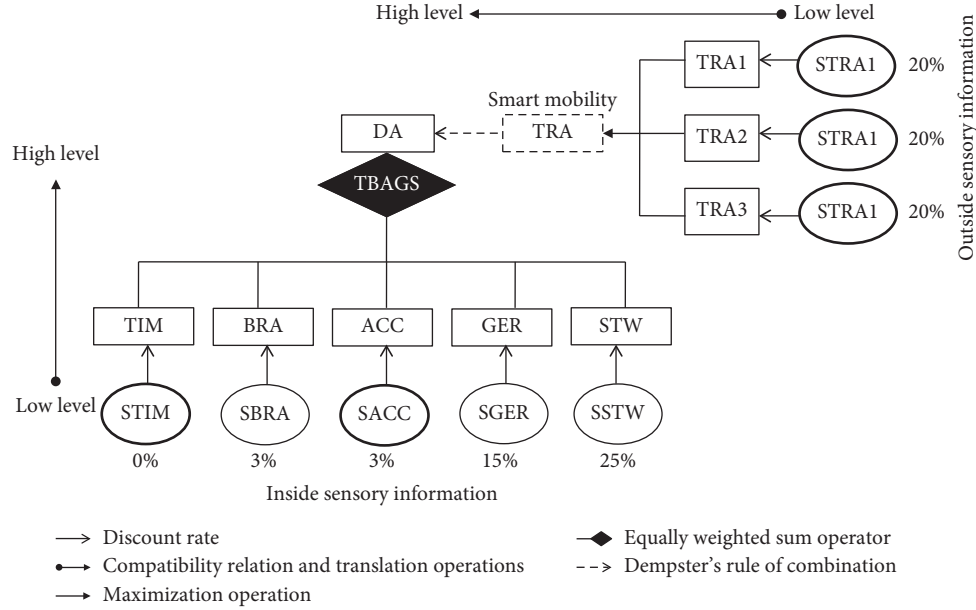 High level
Low level
TRA1
STRA1
20%
Smart mobility
DA
TRA
TRA2
STRA1
20%
High level
TBAGS
TRA3
STRA1
20%
Outside sensory information
TIM
BRA
ACC
GER
STW
Low level
STIM
SBRA
SACC
SGER
SSTW
0%
3%
3%
15%
25%
Inside sensory information
Discount rate
Compatibility relation and translation operations
Maximization operation
Equally weighted sum operator
Dempster's rule of combination